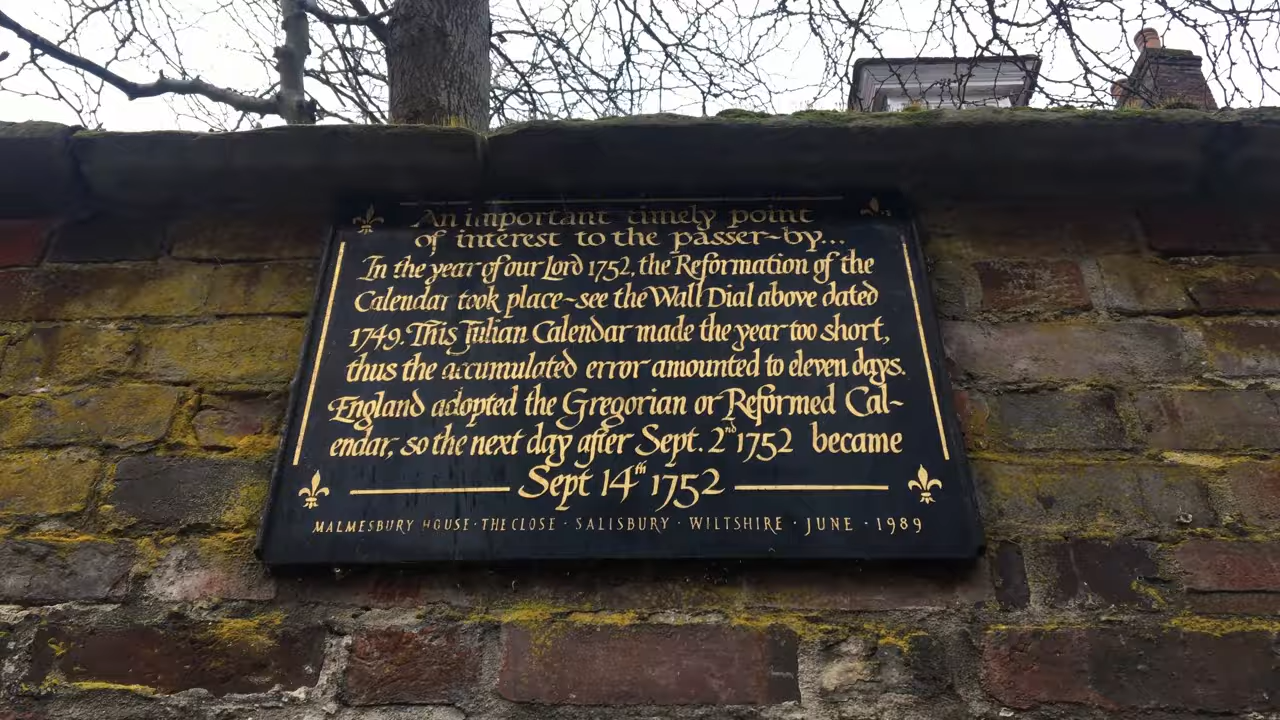 An important timely point
of interest to the passer-by...
In the year of our Lord 1752, the Reformation of the
Calendar took place-see the Wall Dial above dated
1749. This Julian Calendar made the year too short,
thus the accumulated error amounted to eleven days.
England adopted the Gregorian or Reformed Cal-
endar, so the next day after Sept. 2nd 1752 became
Sept 14th 1752
MALMESBURY HOUSE · THE CLOSE · SALISBURY · WILTSHIRE · JUNE · 1989